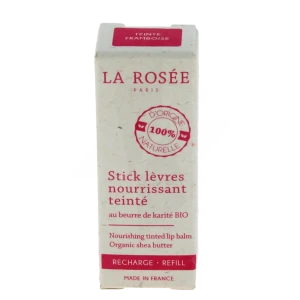 TEINTE
FRAMBOISE
LA ROSÉE
PARIS
D'ORIGINE
100%
NATURELLE
Stick lèvres
nourrissant
teinté
au beurre de karité BIO
Nourishing tinted lip balm
Organic shea butter
RECHARGE - REFILL
MADE IN FRANCE